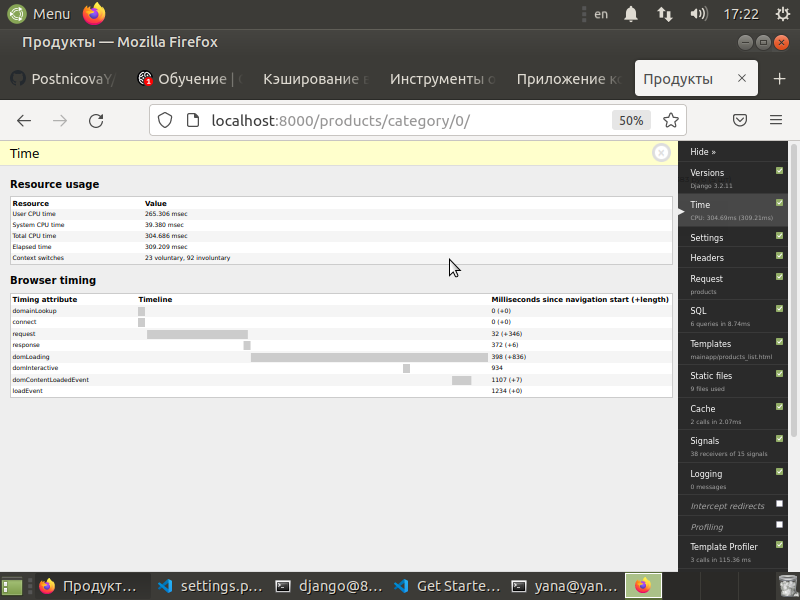 Menu
en
17:22
Продукты — Mozilla Firefox
PostnicovaY/
Обучение |
Кэширование в
Инструменты о
Приложение кс
Продукты
localhost:8000/products/category/0/
50%
Time
Resource usage
Resource Value
User CPU time 265.306 msec
System CPU time 39.380 msec
Total CPU time 304.686 msec
Elapsed time 309.209 msec
Context switches 23 voluntary, 92 involuntary
Browser timing
Timing attribute Timeline Milliseconds since navigation start (+length)
domainLookup 0 (+0)
connect 0 (+0)
request 32 (+346)
response 372 (+6)
domLoading 398 (+836)
domInteractive 934
domContentLoadedEvent 1107 (+7)
loadEvent 1234 (+0)
Hide »
Versions
Django 3.2.11
Time
CPU: 304.69ms (309.21ms)
Settings
Headers
Request
products
SQL
6 queries in 8.74ms
Templates
mainapp/products_list.html
Static files
9 files used
Cache
2 calls in 2.07ms
Signals
38 receivers of 15 signals
Logging
0 messages
Intercept redirects
Profiling
Template Profiler
3 calls in 115.36 ms
Продукт...
settings.p...
django@8...
Get Starte...
yana@yan...